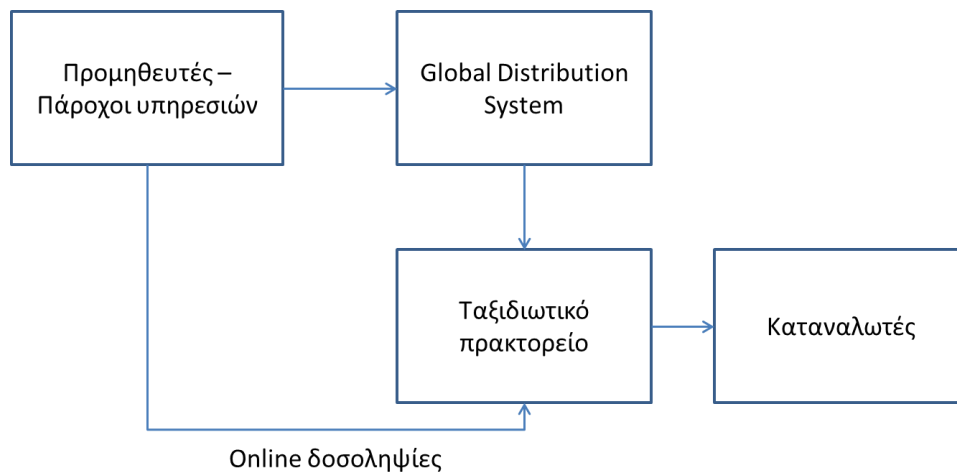 Προμηθευτές –
Πάροχοι υπηρεσιών
Global Distribution
System
Ταξιδιωτικό
πρακτορείο
Καταναλωτές
Online δοσοληψίες